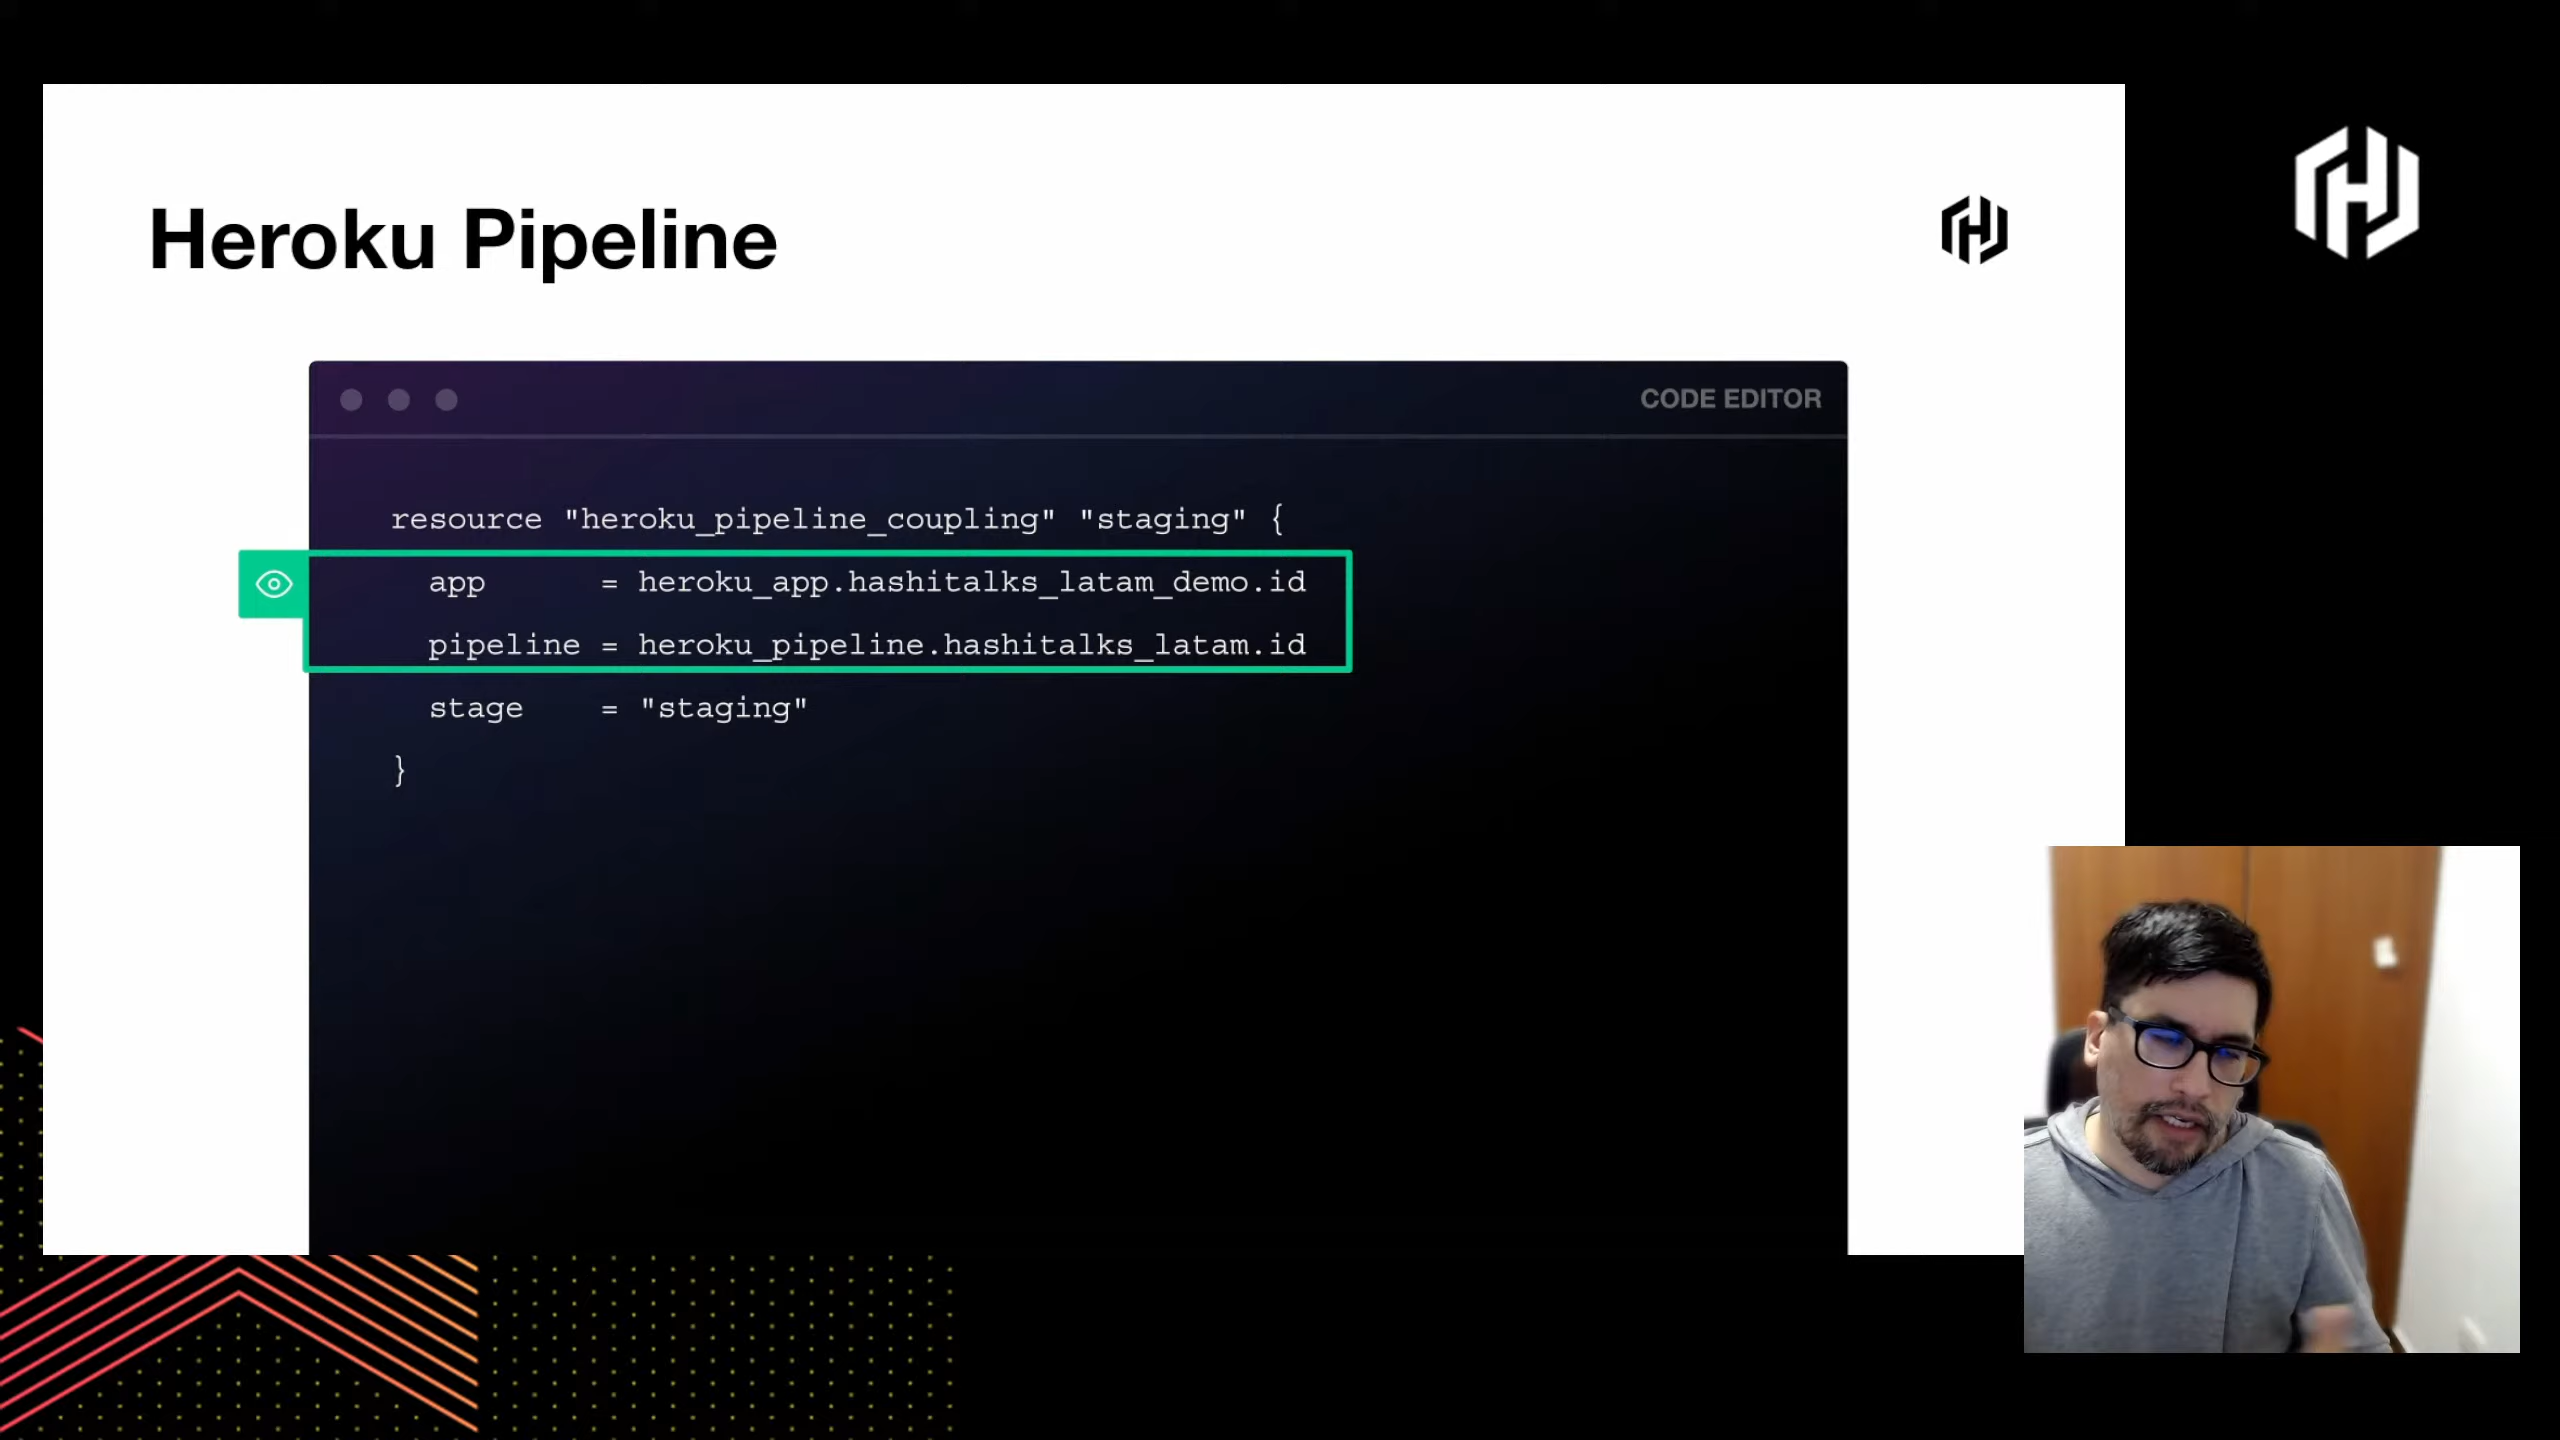 Heroku Pipeline
CODE EDITOR
resource "heroku_pipeline_coupling" "staging" {
app = heroku_app.hashitalks_latam_demo.id
pipeline = heroku_pipeline.hashitalks_latam.id
stage = "staging"
}